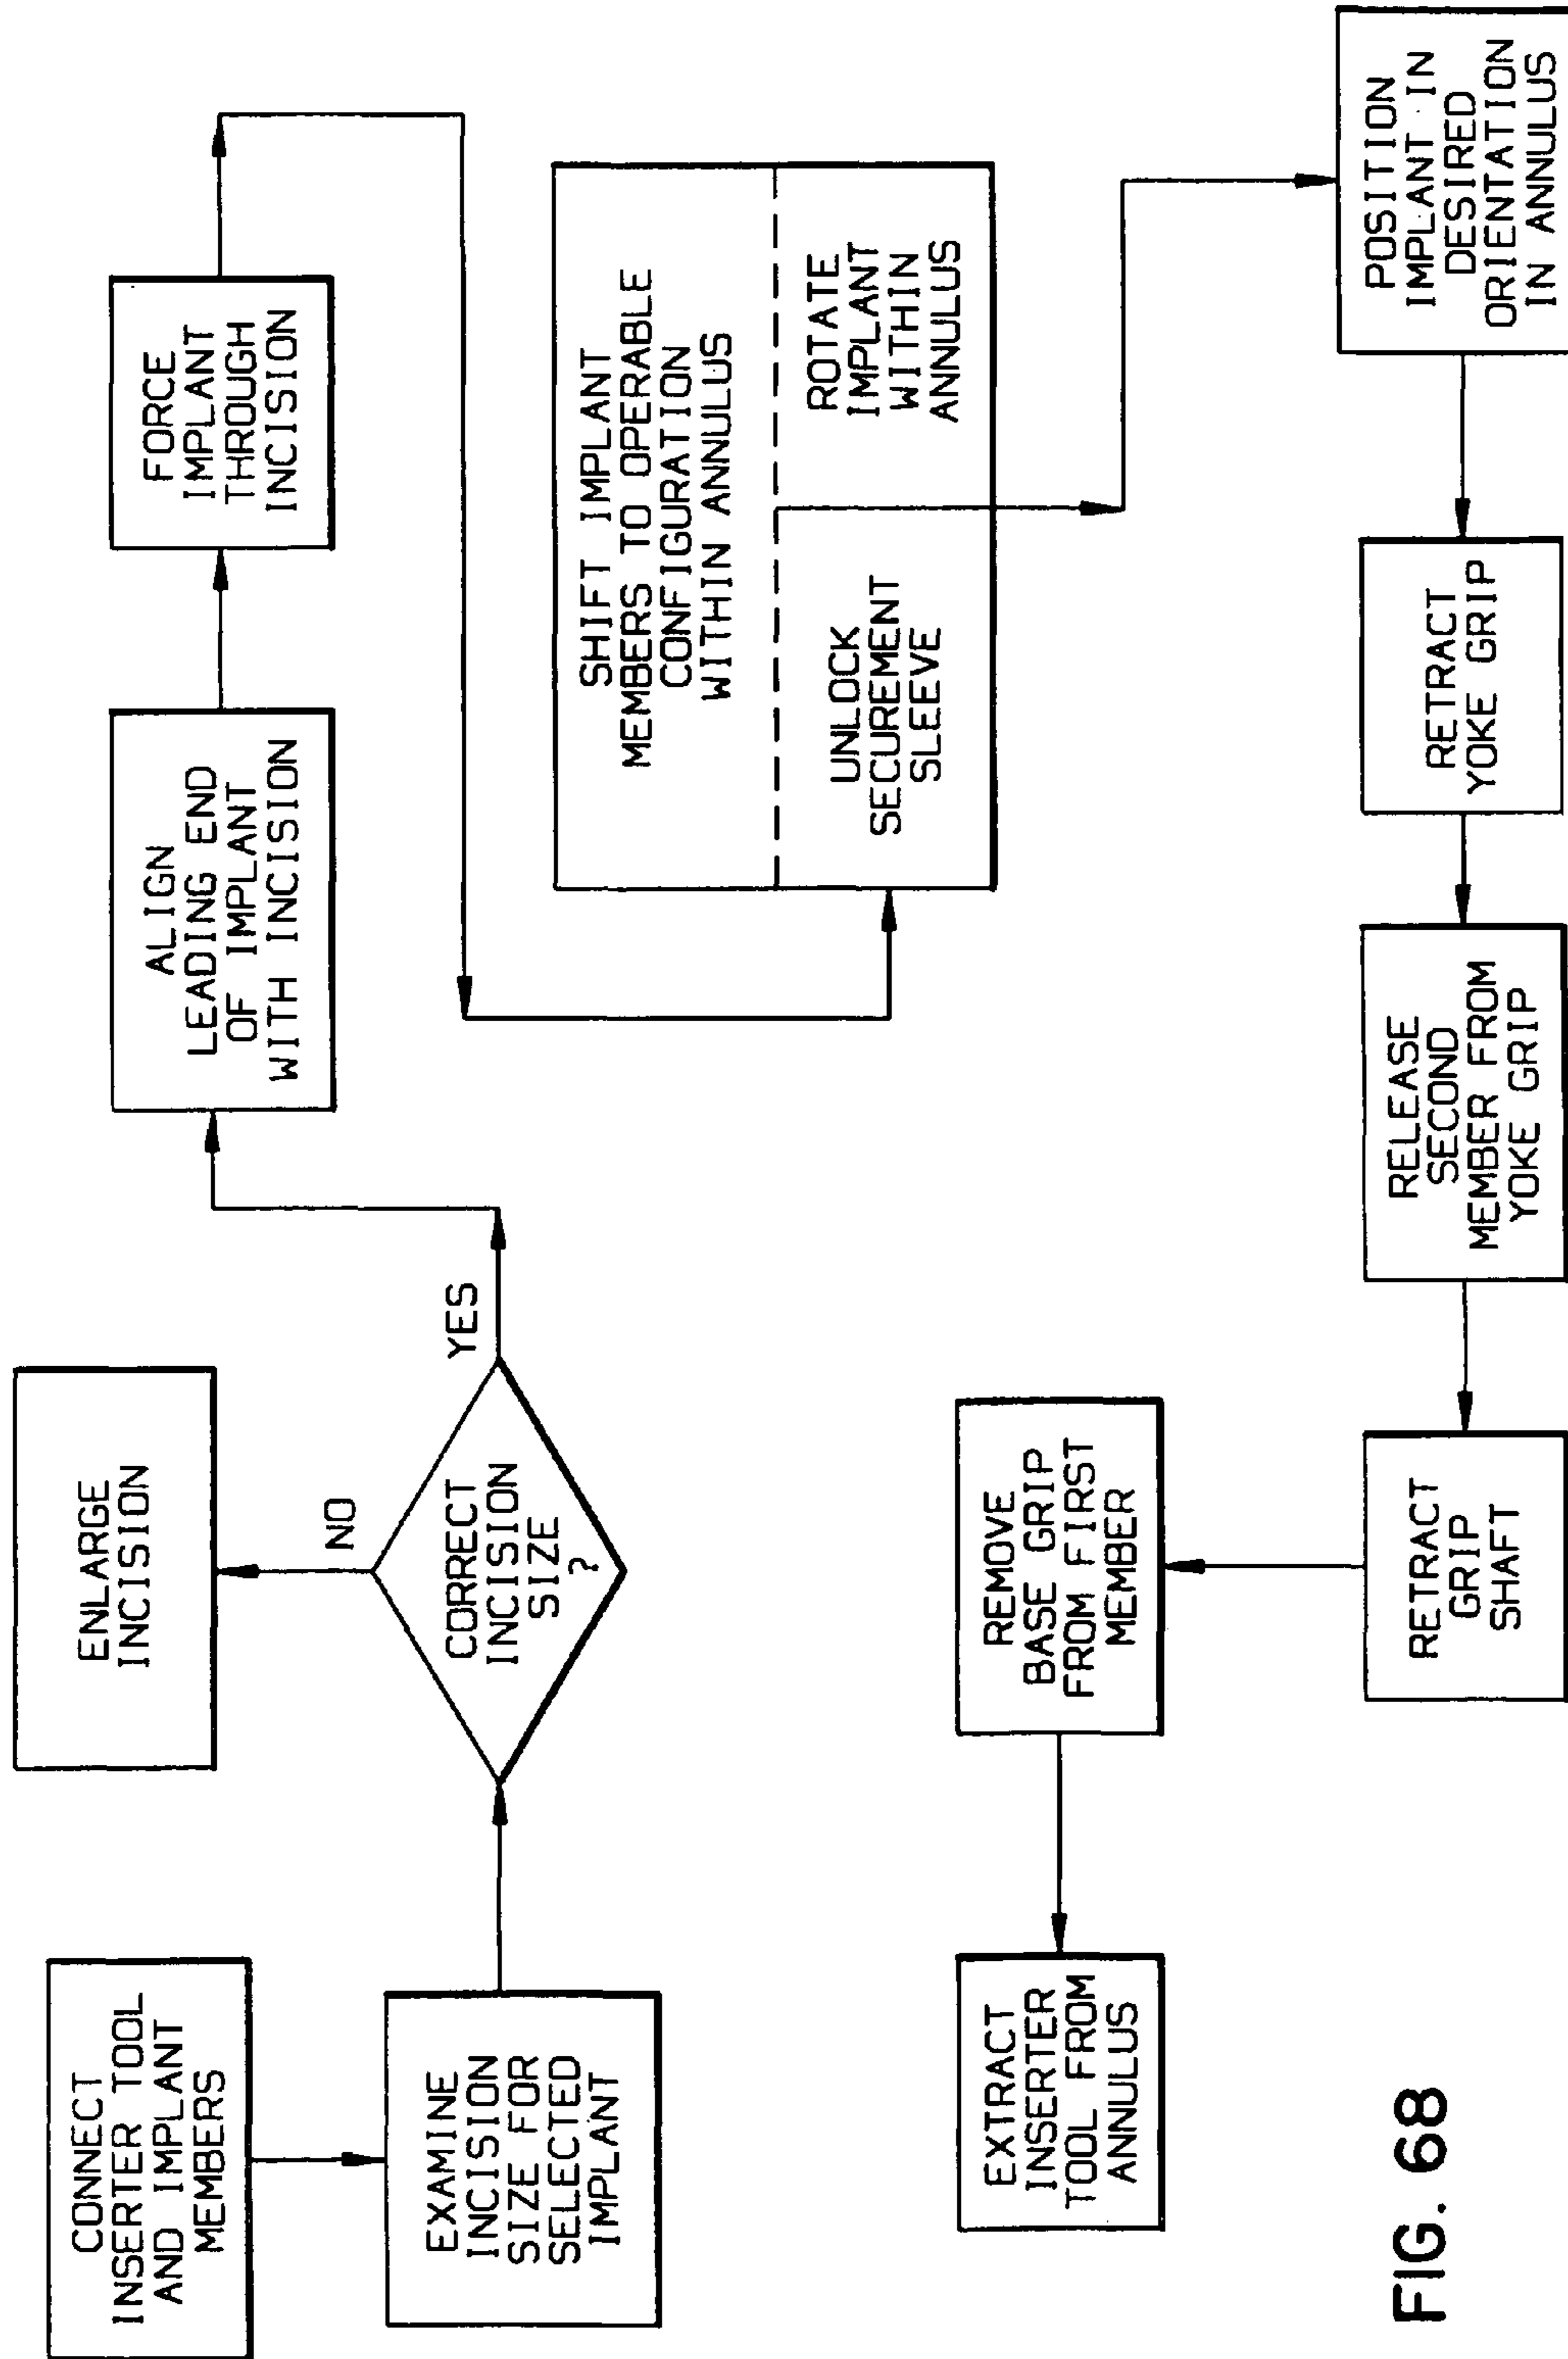 CONNECT
INSERTER TOOL
AND IMPLANT
MEMBERS
EXAMINE
INCISION
SIZE FOR
SELECTED
IMPLANT
CORRECT
INCISION
SIZE
?
NO
ENLARGE
INCISION
YES
ALIGN
LEADING END
OF IMPLANT
WITH INCISION
FORCE
IMPLANT
THROUGH
INCISION
SHIFT IMPLANT
MEMBERS TO OPERABLE
CONFIGURATION
WITHIN ANNULUS
UNLOCK
SECUREMENT
SLEEVE
ROTATE
IMPLANT
WITHIN
ANNULUS
POSITION
IMPLANT IN
DESIRED
ORIENTATION
IN ANNULUS
RETRACT
YOKE GRIP
RELEASE
SECOND
MEMBER FROM
YOKE GRIP
RETRACT
GRIP
SHAFT
REMOVE
BASE GRIP
FROM FIRST
MEMBER
EXTRACT
INSERTER
TOOL FROM
ANNULUS
FIG. 68